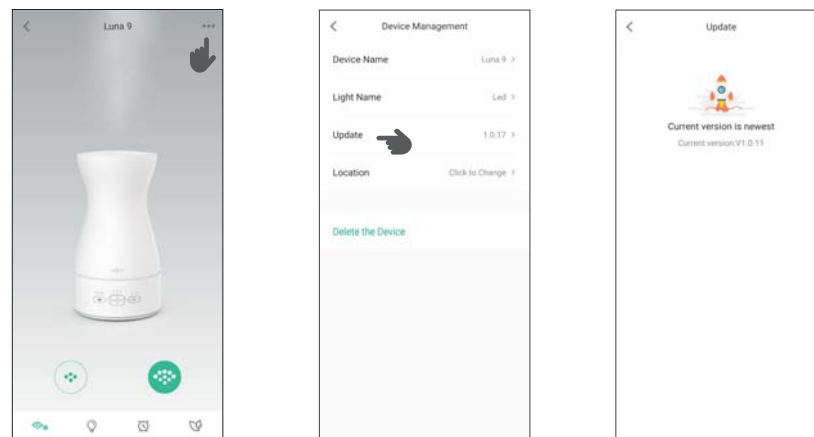 Luna 9
Device Management
Device Name Luna 9
Light Name Led
Update 1.0.17
Location Click to Change
Delete the Device
Update
Current version is newest
Current version:V1.0.11